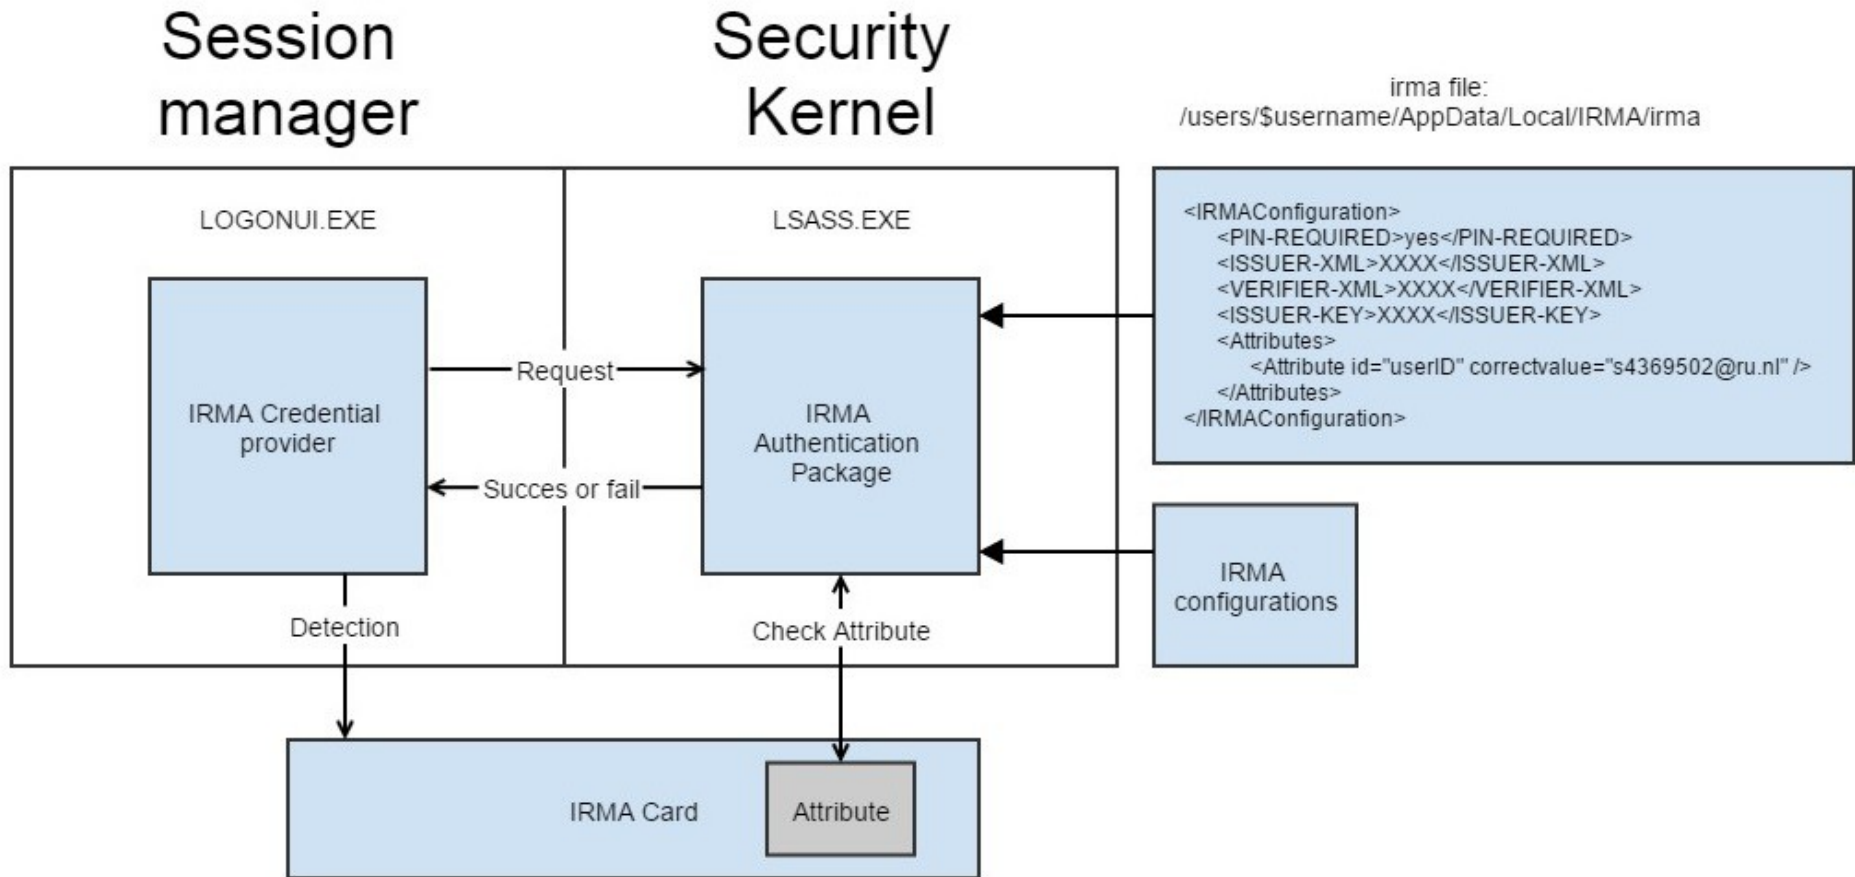 Session
manager
Security
Kernel
irma file:
/users/$username/AppData/Local/IRMA/irma
LOGONUI.EXE
LSASS.EXE
<IRMAConfiguration>
<PIN-REQUIRED>yes</PIN-REQUIRED>
<ISSUER-XML>XXXX</ISSUER-XML>
<VERIFIER-XML>XXXX</VERIFIER-XML>
<ISSUER-KEY>XXXX</ISSUER-KEY>
<Attributes>
<Attribute id="userID" correctvalue="s4369502@ru.nl" />
</Attributes>
</IRMAConfiguration>
IRMA Credential
provider
Request
Succes or fail
IRMA
Authentication
Package
IRMA
configurations
Detection
Check Attribute
IRMA Card
Attribute